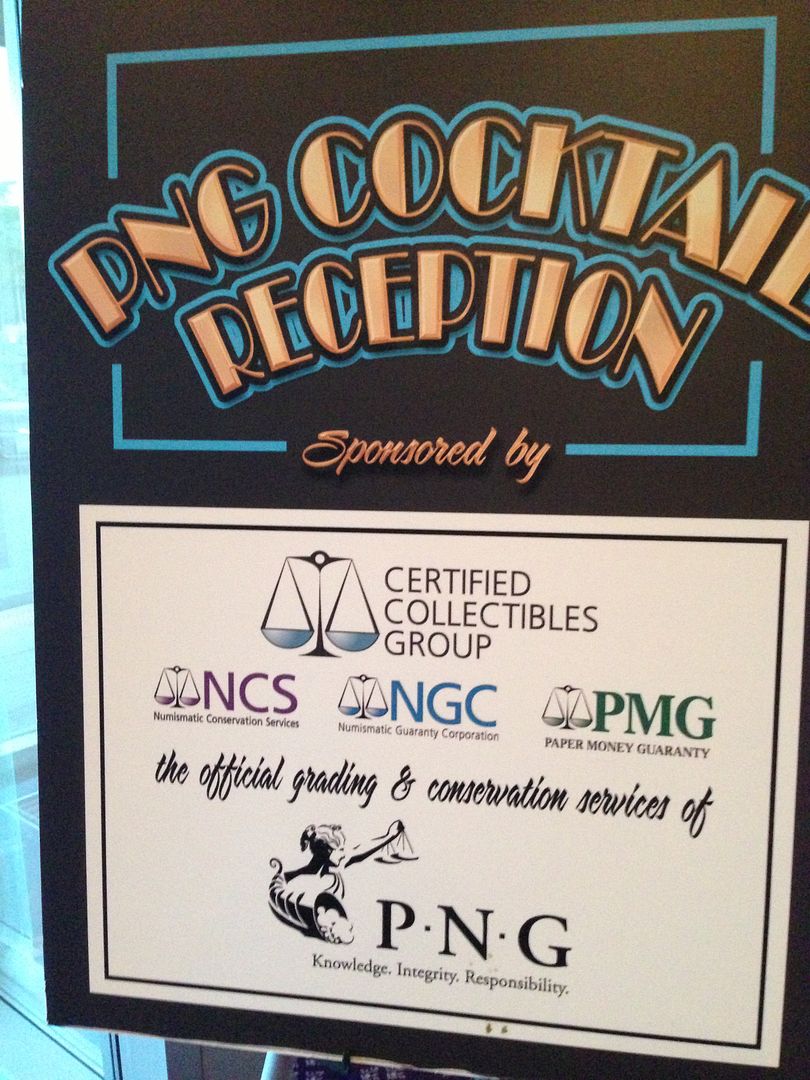 PNG COCKTAIL
RECEPTION
Sponsored by
CERTIFIED
COLLECTIBLES
GROUP
NCS
Numismatic Conservation Services
NGC
Numismatic Guaranty Corporation
PMG
PAPER MONEY GUARANTY
the official grading & conservation services of
P·N·G
Knowledge. Integrity. Responsibility.